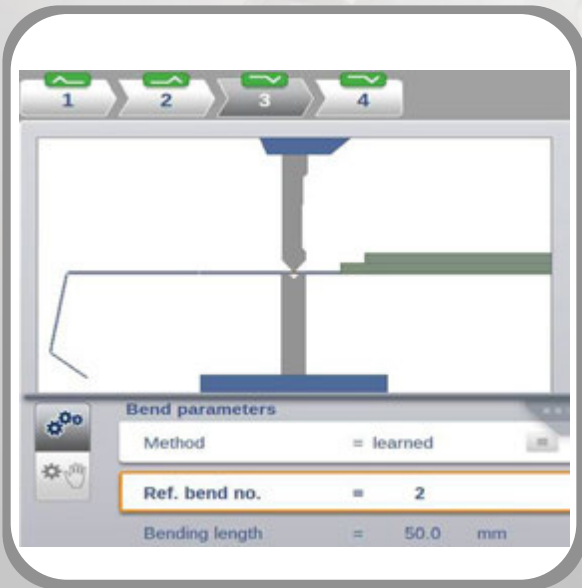 1 2 3 4
Bend parameters
Method = learned
Ref. bend no. = 2
Bending length = 50.0 mm